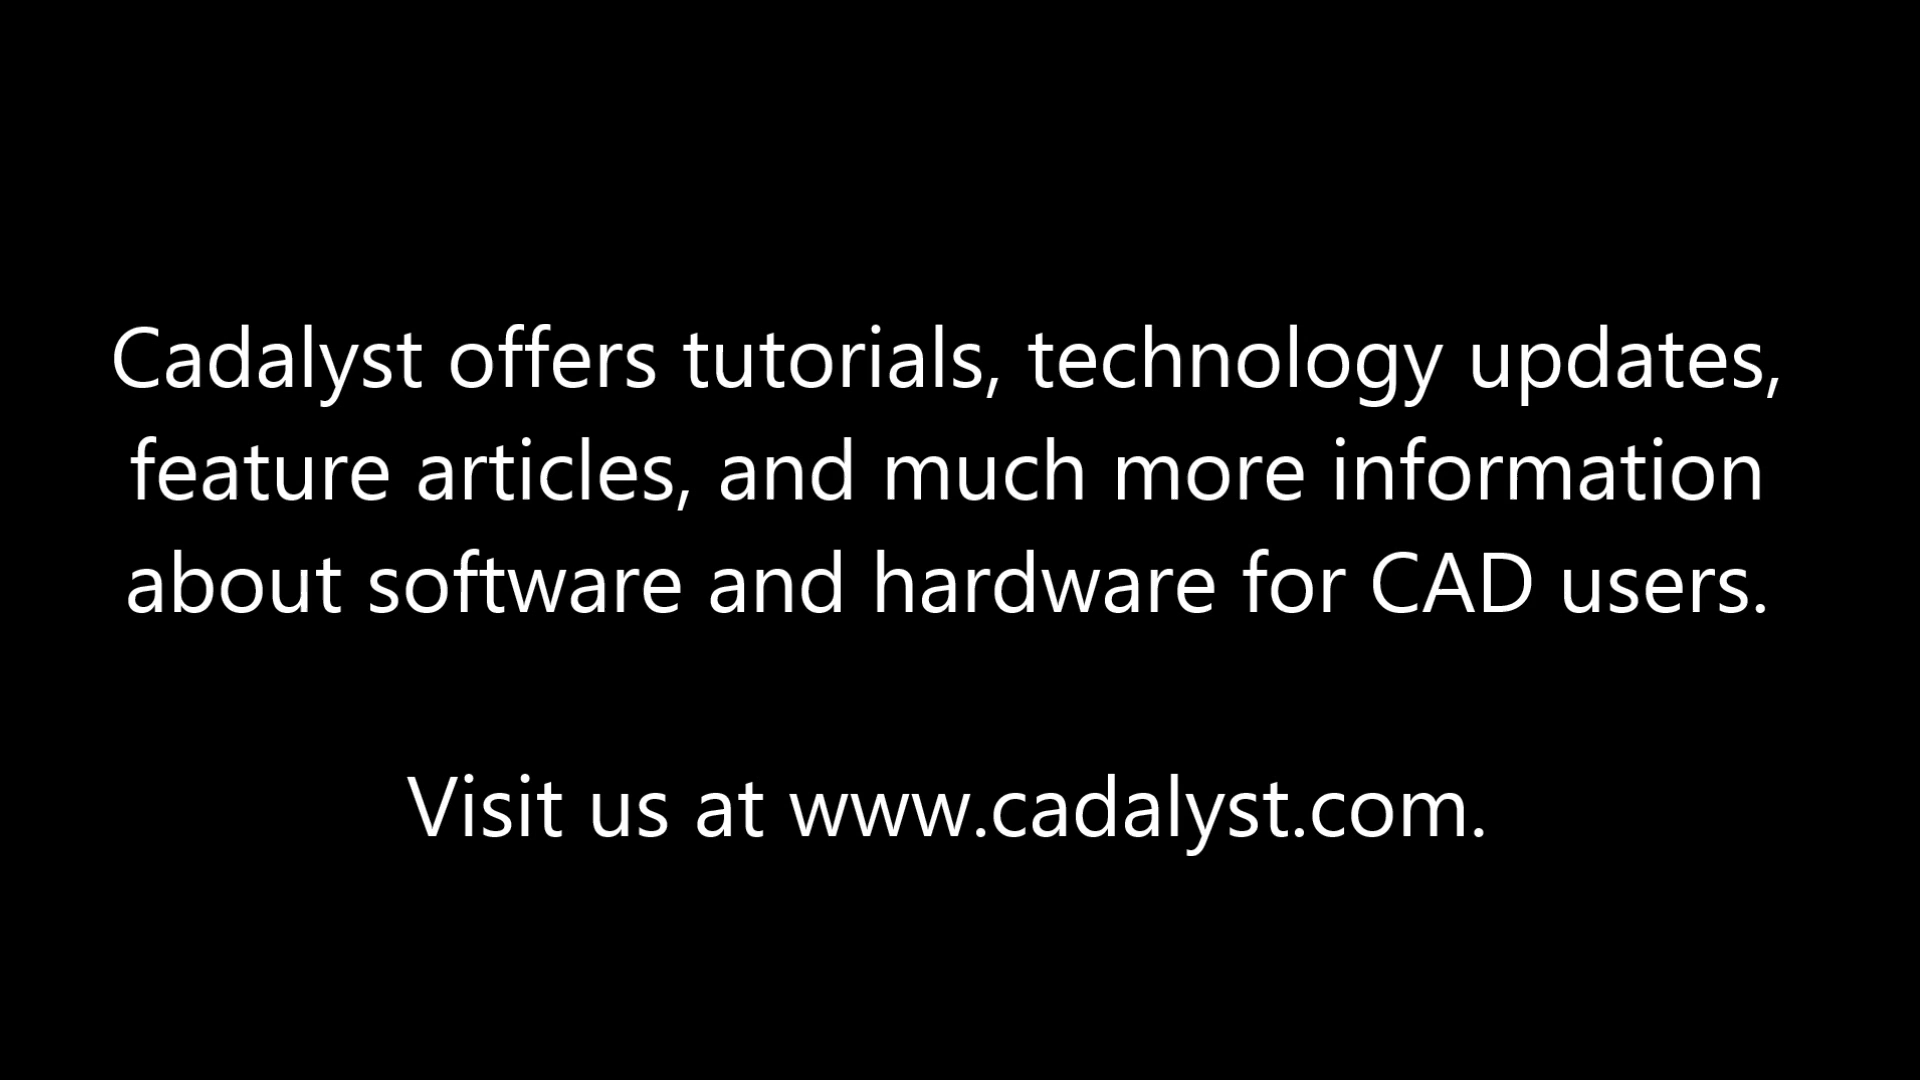 Cadalyst offers tutorials, technology updates,
feature articles, and much more information
about software and hardware for CAD users.
Visit us at www.cadalyst.com.